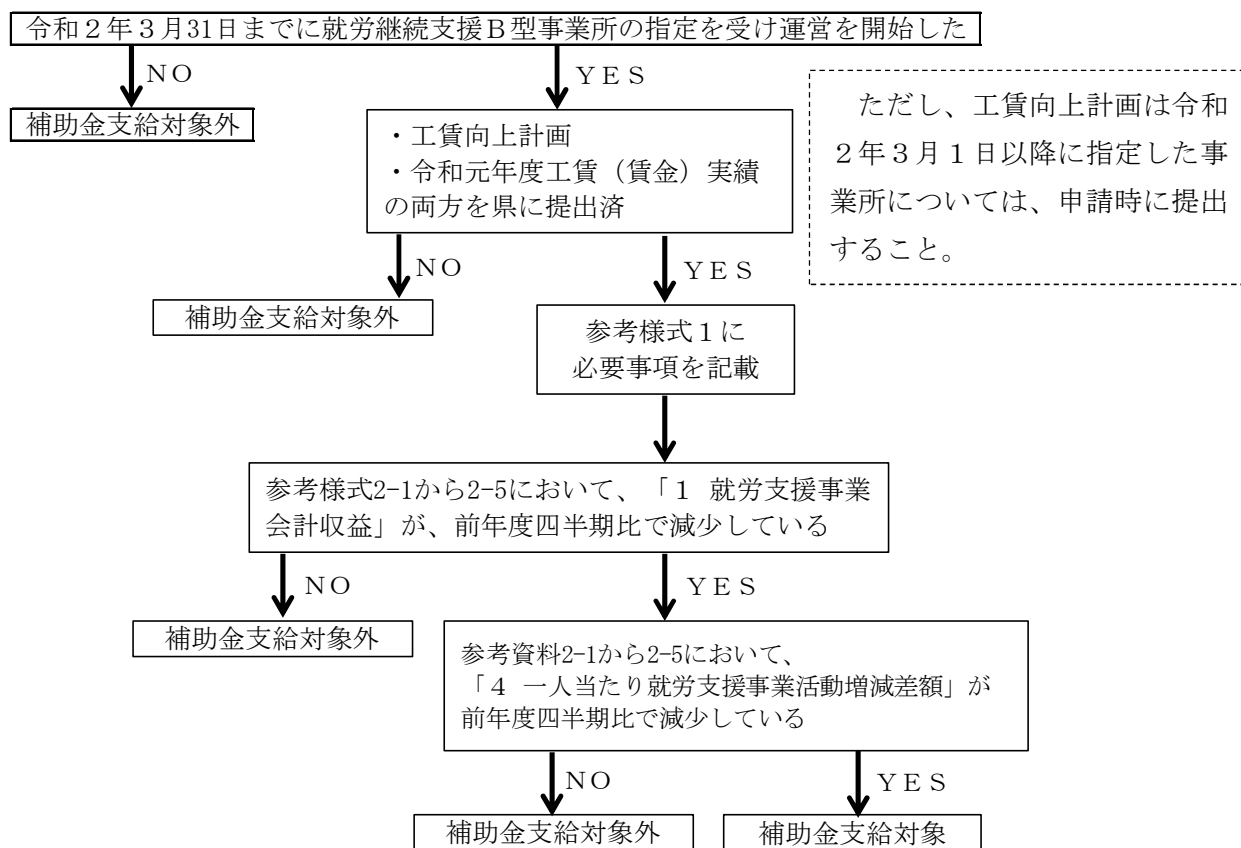 令和２年３月31日までに就労継続支援Ｂ型事業所の指定を受け運営を開始した
ＮＯ
ＹＥＳ
補助金支給対象外
・工賃向上計画
・令和元年度工賃（賃金）実績
の両方を県に提出済
ただし、工賃向上計画は令和
２年３月１日以降に指定した事
業所については、申請時に提出
すること。
ＮＯ
ＹＥＳ
補助金支給対象外
参考様式１に
必要事項を記載
参考様式2-1から2-5において、「１ 就労支援事業
会計収益」が、前年度四半期比で減少している
ＮＯ
ＹＥＳ
補助金支給対象外
参考資料2-1から2-5において、
「４ 一人当たり就労支援事業活動増減差額」が
前年度四半期比で減少している
ＮＯ
ＹＥＳ
補助金支給対象外
補助金支給対象